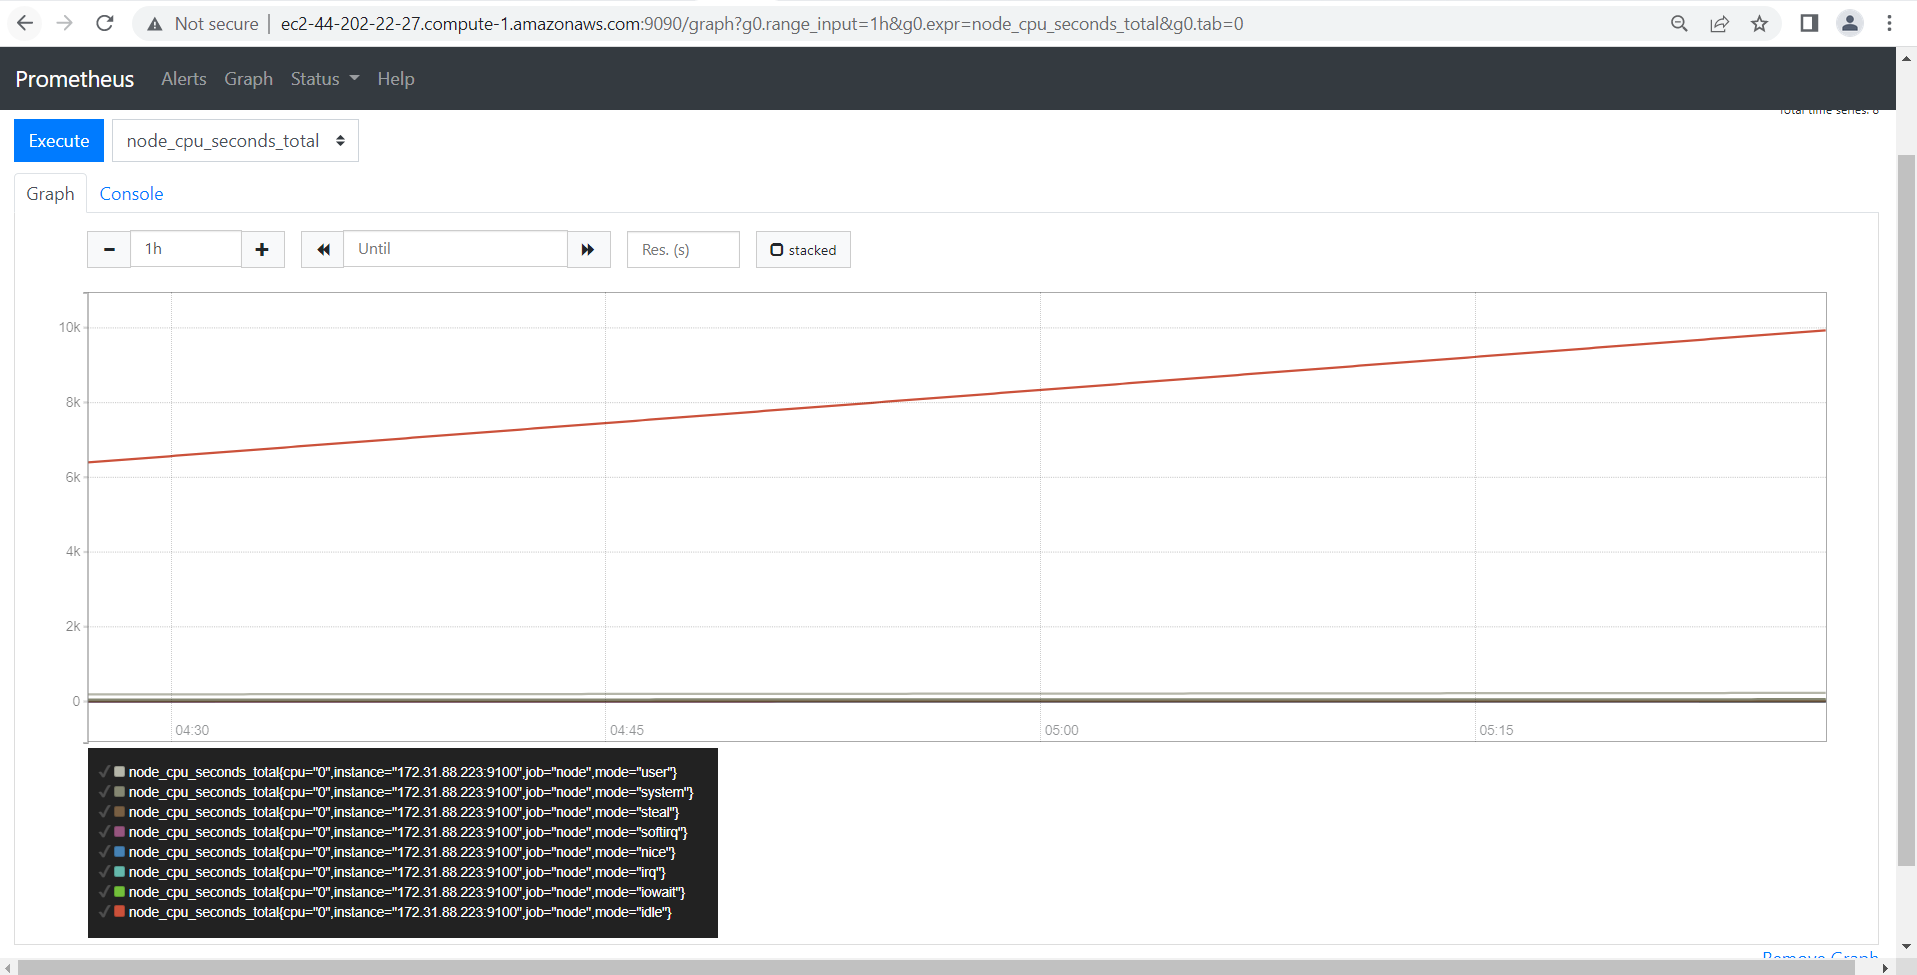 Not secure | ec2-44-202-22-27.compute-1.amazonaws.com:9090/graph?g0.range_input=1h&g0.expr=node_cpu_seconds_total&g0.tab=0
Prometheus Alerts Graph Status Help
Total time series: 8
Execute node_cpu_seconds_total
Graph Console
1h Until Res. (s) stacked
10k
8k
6k
4k
2k
0
04:30 04:45 05:00 05:15
node_cpu_seconds_total{cpu="0",instance="172.31.88.223:9100",job="node",mode="user"}
node_cpu_seconds_total{cpu="0",instance="172.31.88.223:9100",job="node",mode="system"}
node_cpu_seconds_total{cpu="0",instance="172.31.88.223:9100",job="node",mode="steal"}
node_cpu_seconds_total{cpu="0",instance="172.31.88.223:9100",job="node",mode="softirq"}
node_cpu_seconds_total{cpu="0",instance="172.31.88.223:9100",job="node",mode="nice"}
node_cpu_seconds_total{cpu="0",instance="172.31.88.223:9100",job="node",mode="irq"}
node_cpu_seconds_total{cpu="0",instance="172.31.88.223:9100",job="node",mode="iowait"}
node_cpu_seconds_total{cpu="0",instance="172.31.88.223:9100",job="node",mode="idle"}
Remove Graph